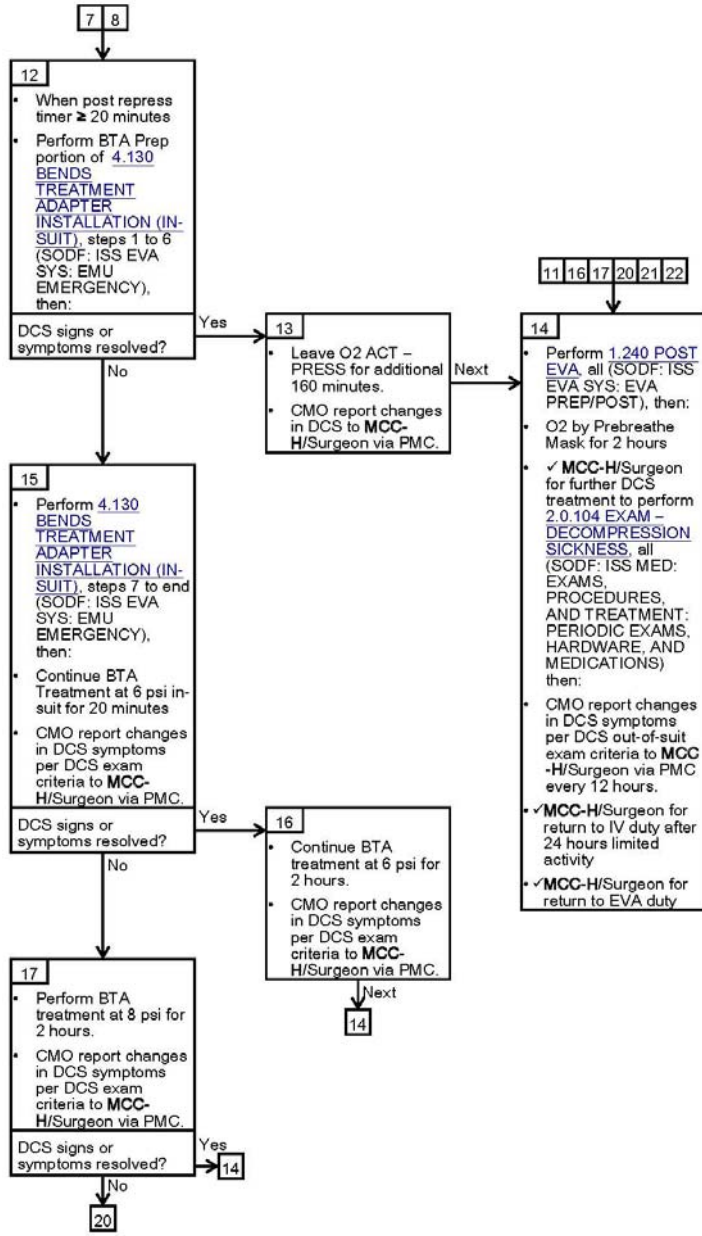 7 8
12
• When post repress
timer ≥ 20 minutes
• Perform BTA Prep
portion of 4.130
BENDS
TREATMENT
ADAPTER
INSTALLATION (IN-
SUIT), steps 1 to 6
(SODF: ISS EVA
SYS: EMU
EMERGENCY),
then:
DCS signs or
symptoms resolved?
Yes
No
13
• Leave O2 ACT –
PRESS for additional
160 minutes.
• CMO report changes
in DCS to MCC-
H/Surgeon via PMC.
Next
11 16 17 20 21 22
14
• Perform 1.240 POST
EVA, all (SODF: ISS
EVA SYS: EVA
PREP/POST), then:
• O2 by Prebreathe
Mask for 2 hours
• ✓ MCC-H/Surgeon
for further DCS
treatment to perform
2.0.104 EXAM –
DECOMPRESSION
SICKNESS, all
(SODF: ISS MED:
EXAMS,
PROCEDURES,
AND TREATMENT:
PERIODIC EXAMS,
HARDWARE, AND
MEDICATIONS)
then:
• CMO report changes
in DCS symptoms
per DCS out-of-suit
exam criteria to MCC
-H/Surgeon via PMC
every 12 hours.
• ✓MCC-H/Surgeon for
return to IV duty after
24 hours limited
activity
• ✓MCC-H/Surgeon for
return to EVA duty
15
• Perform 4.130
BENDS
TREATMENT
ADAPTER
INSTALLATION (IN-
SUIT), steps 7 to end
(SODF: ISS EVA
SYS: EMU
EMERGENCY),
then:
• Continue BTA
Treatment at 6 psi in-
suit for 20 minutes
• CMO report changes
in DCS symptoms
per DCS exam
criteria to MCC-
H/Surgeon via PMC.
DCS signs or
symptoms resolved?
Yes
No
16
• Continue BTA
treatment at 6 psi for
2 hours.
• CMO report changes
in DCS symptoms
per DCS exam
criteria to MCC-
H/Surgeon via PMC.
Next
14
17
• Perform BTA
treatment at 8 psi for
2 hours.
• CMO report changes
in DCS symptoms
per DCS exam
criteria to MCC-
H/Surgeon via PMC.
DCS signs or
symptoms resolved?
Yes
14
No
20